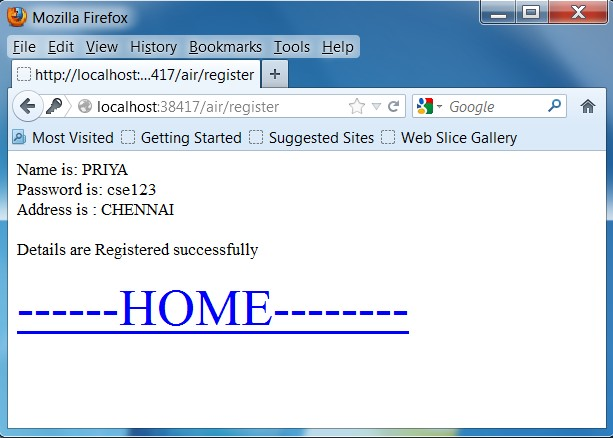 Mozilla Firefox
File Edit View History Bookmarks Tools Help
http://localhost:...417/air/register +
localhost:38417/air/register Google
Most Visited Getting Started Suggested Sites Web Slice Gallery
Name is: PRIYA
Password is: cse123
Address is : CHENNAI
Details are Registered successfully
------HOME--------